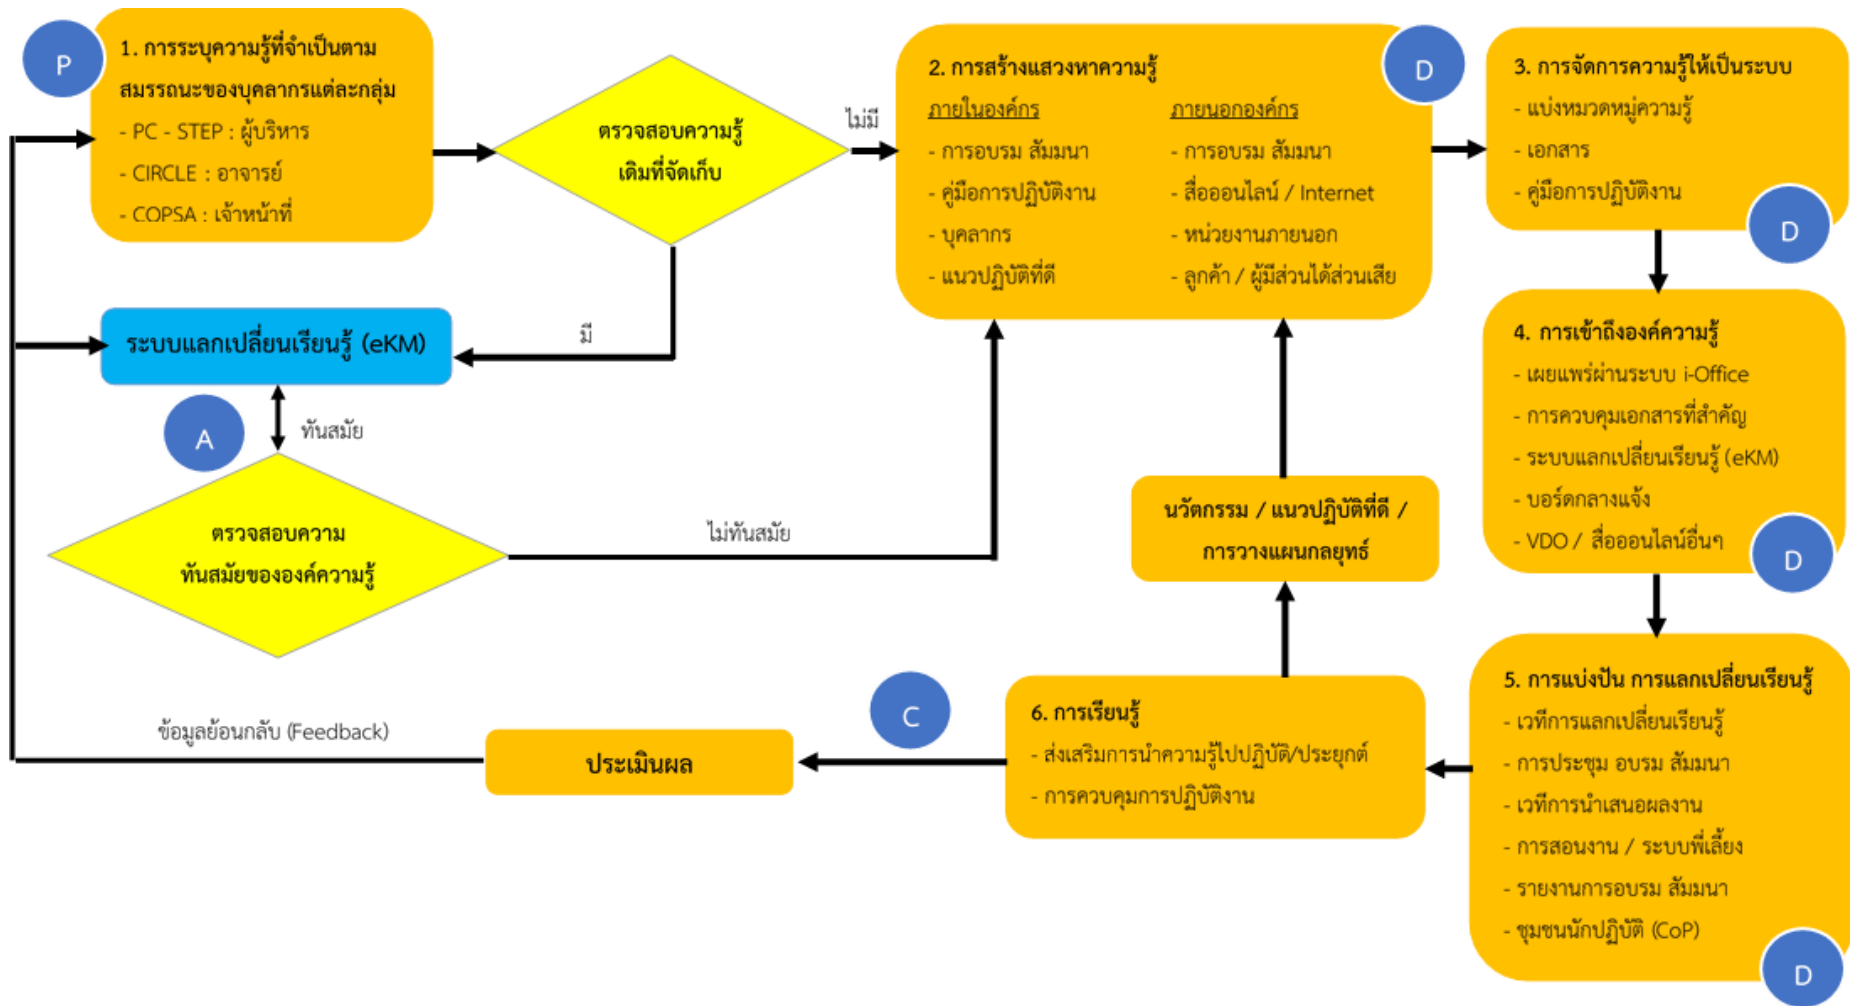 P
1. การระบุความรู้ที่จำเป็นตาม
สมรรถนะของบุคลากรแต่ละกลุ่ม
- PC - STEP : ผู้บริหาร
- CIRCLE : อาจารย์
- COPSA : เจ้าหน้าที่
ตรวจสอบความรู้
เดิมที่จัดเก็บ
ไม่มี
มี
D
2. การสร้างแสวงหาความรู้
ภายในองค์กร
- การอบรม สัมมนา
- คู่มือการปฏิบัติงาน
- บุคลากร
- แนวปฏิบัติที่ดี
ภายนอกองค์กร
- การอบรม สัมมนา
- สื่อออนไลน์ / Internet
- หน่วยงานภายนอก
- ลูกค้า / ผู้มีส่วนได้ส่วนเสีย
3. การจัดการความรู้ให้เป็นระบบ
- แบ่งหมวดหมู่ความรู้
- เอกสาร
- คู่มือการปฏิบัติงาน
D
ระบบแลกเปลี่ยนเรียนรู้ (eKM)
A
ทันสมัย
ตรวจสอบความ
ทันสมัยขององค์ความรู้
ไม่ทันสมัย
4. การเข้าถึงองค์ความรู้
- เผยแพร่ผ่านระบบ i-Office
- การควบคุมเอกสารที่สำคัญ
- ระบบแลกเปลี่ยนเรียนรู้ (eKM)
- บอร์ดกลางแจ้ง
- VDO / สื่อออนไลน์อื่นๆ
D
นวัตกรรม / แนวปฏิบัติที่ดี /
การวางแผนกลยุทธ์
5. การแบ่งปัน การแลกเปลี่ยนเรียนรู้
- เวทีการแลกเปลี่ยนเรียนรู้
- การประชุม อบรม สัมมนา
- เวทีการนำเสนอผลงาน
- การสอนงาน / ระบบพี่เลี้ยง
- รายงานการอบรม สัมมนา
- ชุมชนนักปฏิบัติ (CoP)
D
6. การเรียนรู้
- ส่งเสริมการนำความรู้ไปปฏิบัติ/ประยุกต์
- การควบคุมการปฏิบัติงาน
C
ประเมินผล
ข้อมูลย้อนกลับ (Feedback)